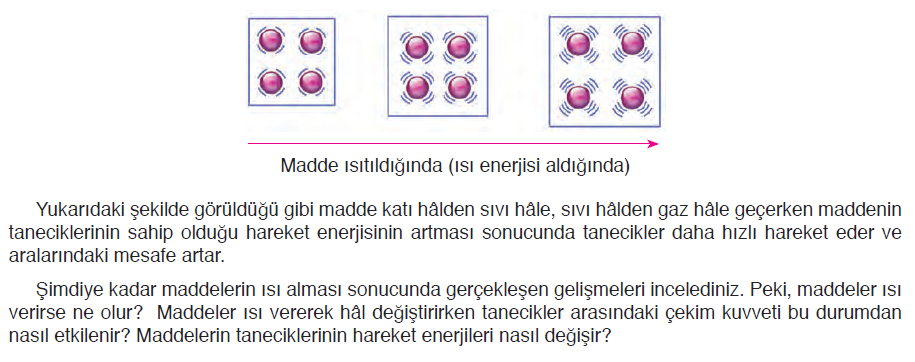 Madde ısıtıldığında (ısı enerjisi aldığında)
Yukarıdaki şekilde görüldüğü gibi madde katı hâlden sıvı hâle, sıvı hâlden gaz hâle geçerken maddenin
taneciklerinin sahip olduğu hareket enerjisinin artması sonucunda tanecikler daha hızlı hareket eder ve
aralarındaki mesafe artar.
Şimdiye kadar maddelerin ısı alması sonucunda gerçekleşen gelişmeleri incelediniz. Peki, maddeler ısı
verirse ne olur? Maddeler ısı vererek hâl değiştirirken tanecikler arasındaki çekim kuvveti bu durumdan
nasıl etkilenir? Maddelerin taneciklerinin hareket enerjileri nasıl değişir?